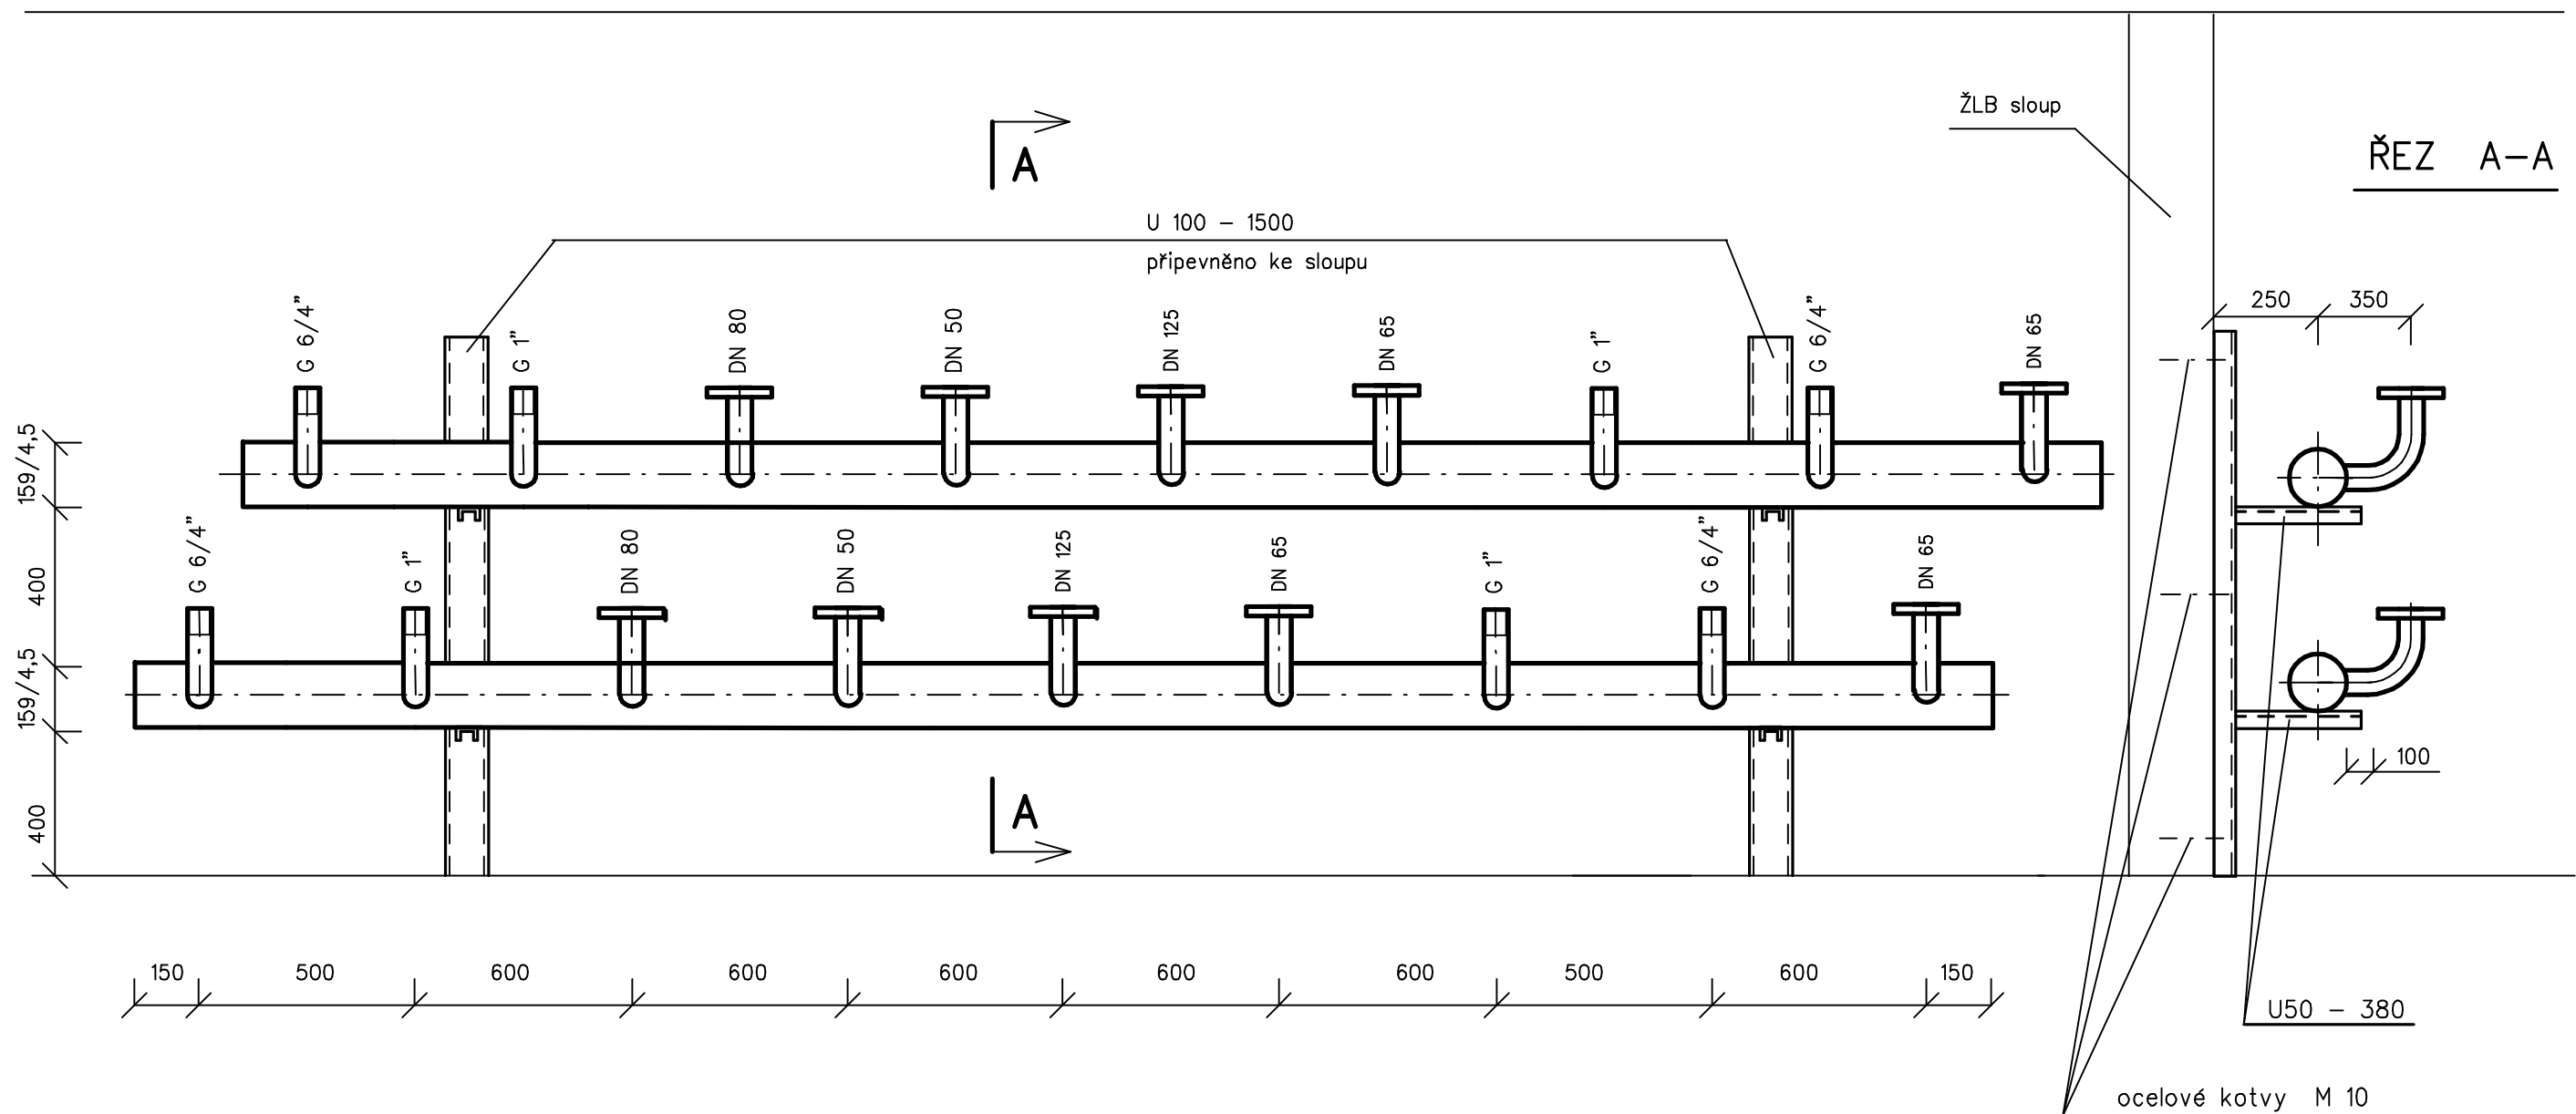 ŽLB sloup
ŘEZ A-A
A
U 100 - 1500
připevněno ke sloupu
250 350
G 6/4"
G 1"
DN 80
DN 50
DN 125
DN 65
G 1"
G 6/4"
DN 65
159/4,5
400
159/4,5
400
G 6/4"
G 1"
DN 80
DN 50
DN 125
DN 65
G 1"
G 6/4"
DN 65
100
A
150 500 600 600 600 600 600 500 600 150
U50 - 380
ocelové kotvy M 10